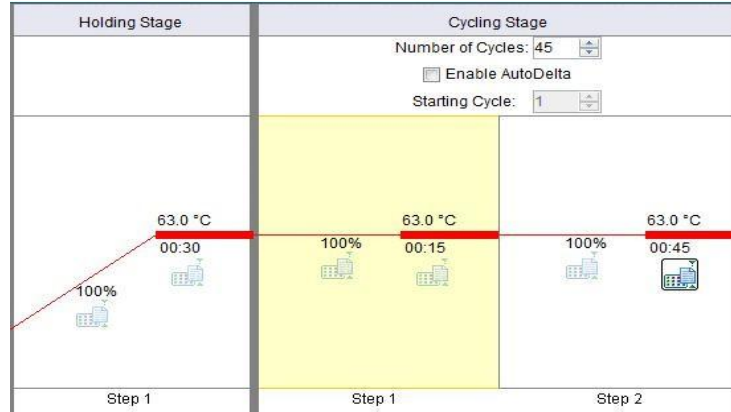 Holding Stage
Cycling Stage
Number of Cycles: 45
Enable AutoDelta
Starting Cycle: 1
63.0 °C
00:30
100%
63.0 °C
100%
00:15
63.0 °C
100%
00:45
Step 1
Step 1
Step 2